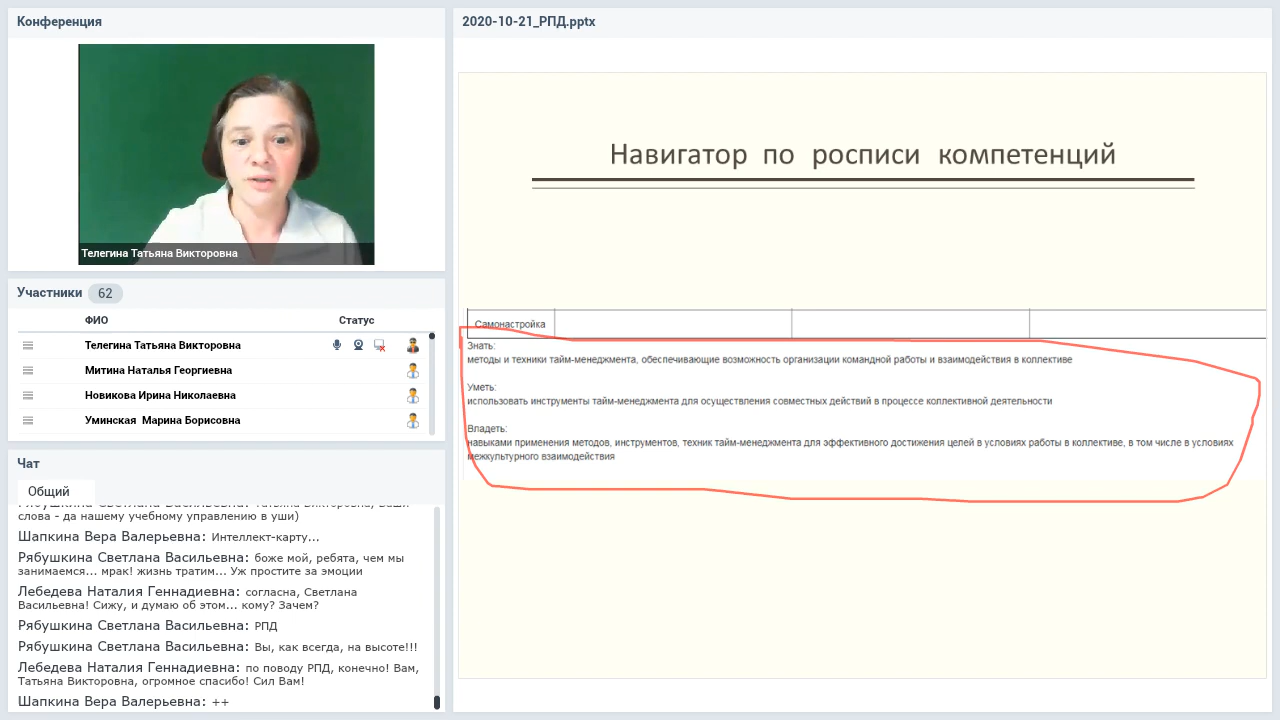 Конференция
Телегина Татьяна Викторовна
Участники 62
ФИО Статус
Телегина Татьяна Викторовна
Митина Наталья Георгиевна
Новикова Ирина Николаевна
Уминская Марина Борисовна
Чат
Общий
слова - да нашему учебному управлению в уши)
Шапкина Вера Валерьевна: Интеллект-карту...
Рябушкина Светлана Васильевна: боже мой, ребята, чем мы
занимаемся... мрак! жизнь тратим... Уж простите за эмоции
Лебедева Наталия Геннадиевна: согласна, Светлана
Васильевна! Сижу, и думаю об этом... кому? Зачем?
Рябушкина Светлана Васильевна: РПД
Рябушкина Светлана Васильевна: Вы, как всегда, на высоте!!!
Лебедева Наталия Геннадиевна: по поводу РПД, конечно! Вам,
Татьяна Викторовна, огромное спасибо! Сил Вам!
Шапкина Вера Валерьевна: ++
2020-10-21_РПД.pptx
Навигатор по росписи компетенций
Самонастройка
Знать:
методы и техники тайм-менеджмента, обеспечивающие возможность организации командной работы и взаимодействия в коллективе
Уметь:
использовать инструменты тайм-менеджмента для осуществления совместных действий в процессе коллективной деятельности
Владеть:
навыками применения методов, инструментов, техник тайм-менеджмента для эффективного достижения целей в условиях работы в коллективе, в том числе в условиях
межкультурного взаимодействия